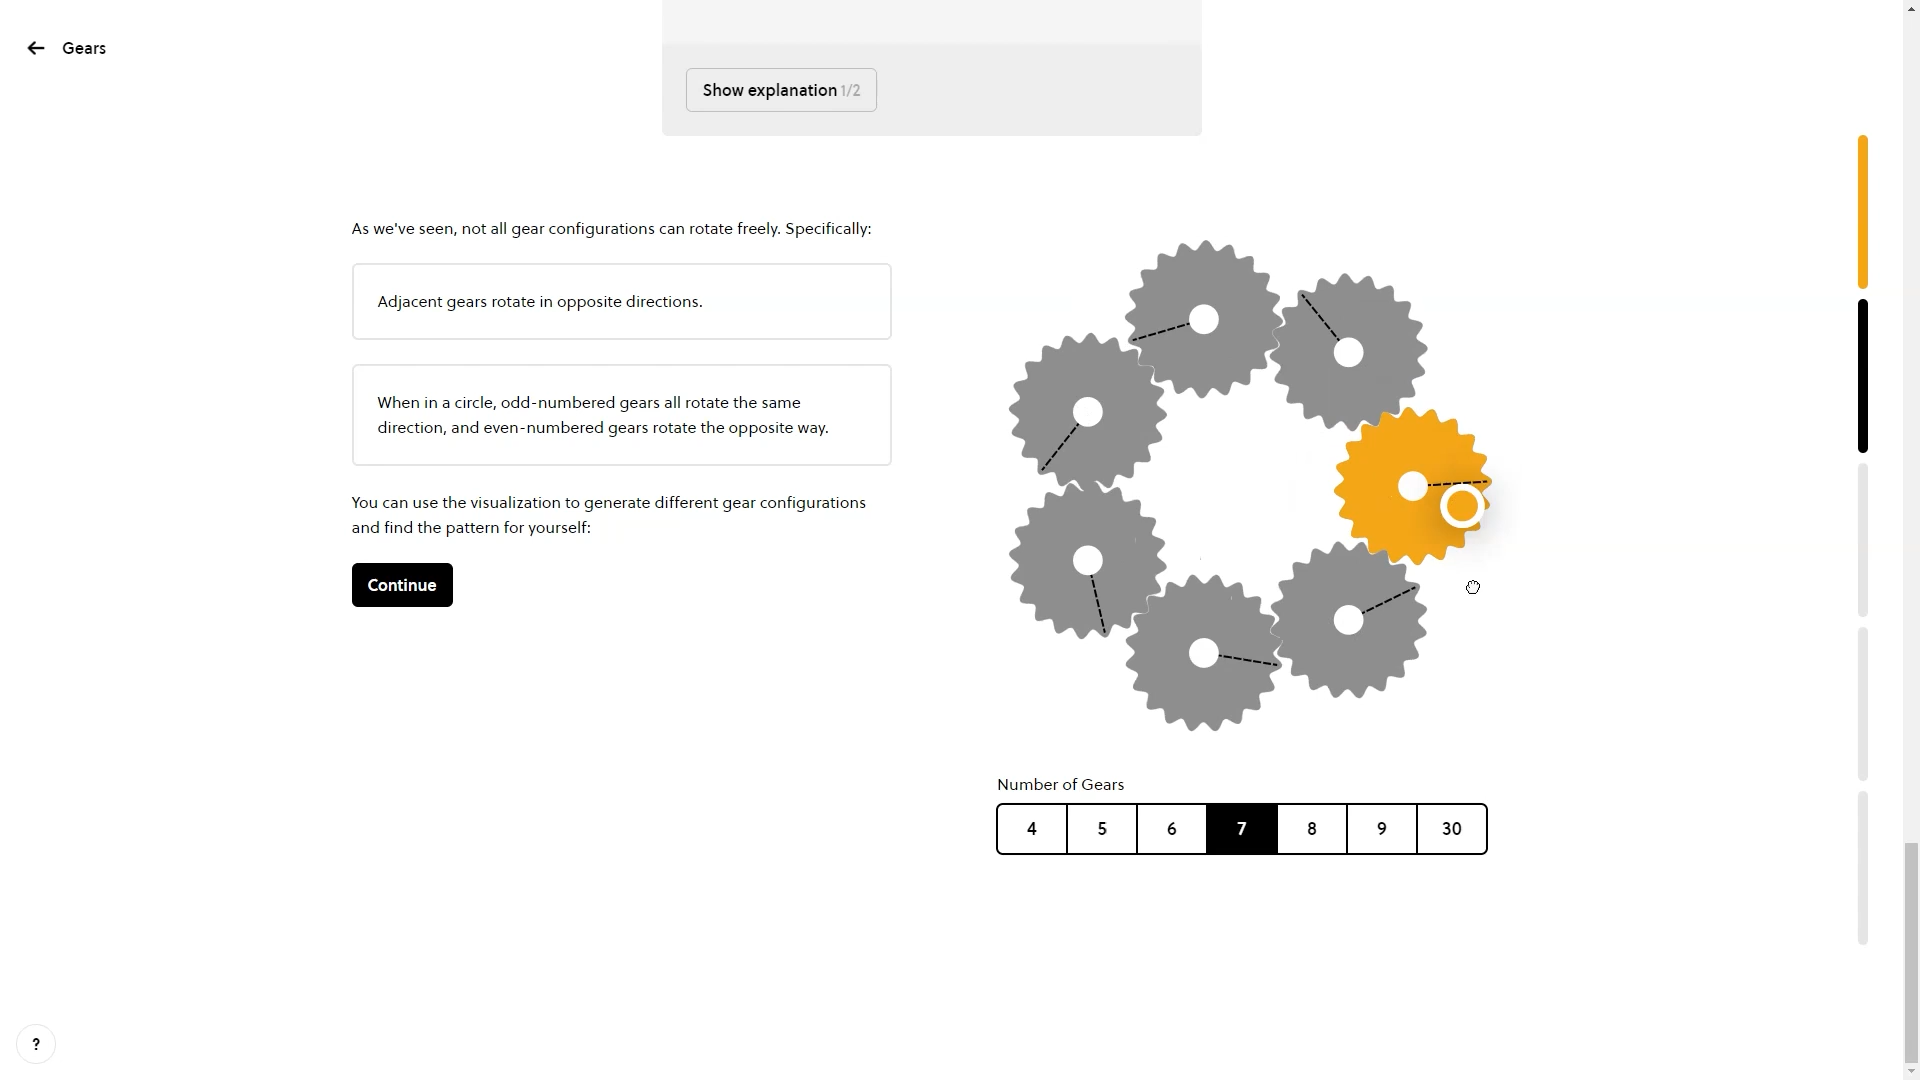 Gears
Show explanation 1/2
As we've seen, not all gear configurations can rotate freely. Specifically:
Adjacent gears rotate in opposite directions.
When in a circle, odd-numbered gears all rotate the same
direction, and even-numbered gears rotate the opposite way.
You can use the visualization to generate different gear configurations
and find the pattern for yourself:
Continue
Number of Gears
4 5 6 7 8 9 30
?